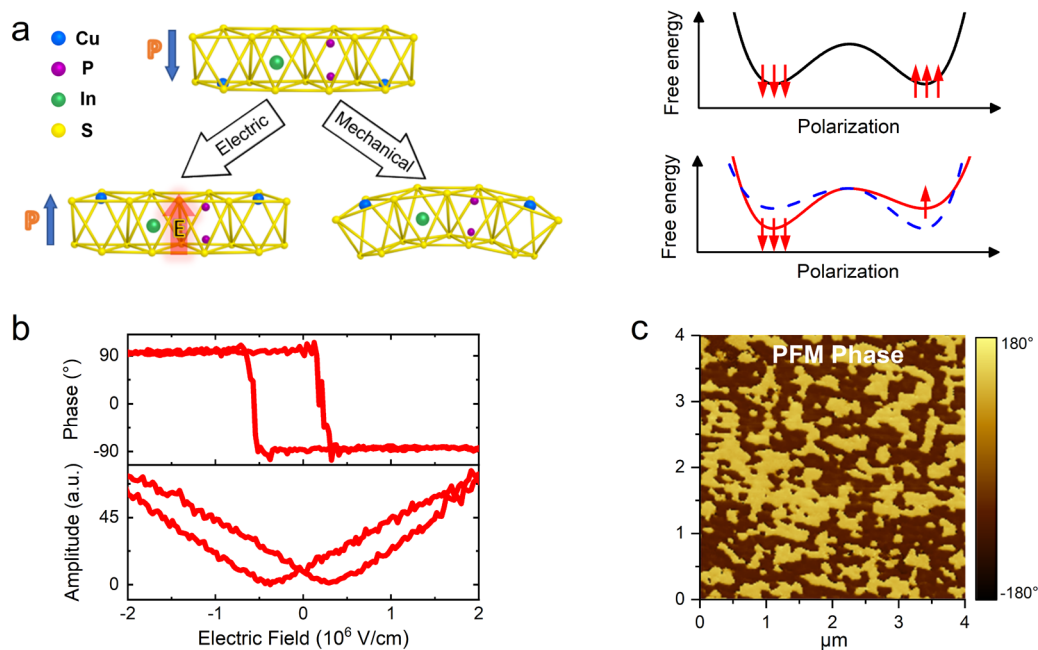 a
P
Cu
P
In
S
Electric
Mechanical
P
E
Free energy
Polarization
Free energy
Polarization
b
Phase (°)
90
0
-90
Amplitude (a.u.)
45
0
-2
-1
0
1
2
Electric Field (10⁶ V/cm)
c
PFM Phase
4
3
2
1
0
0
1
2
3
4
µm
180°
-180°